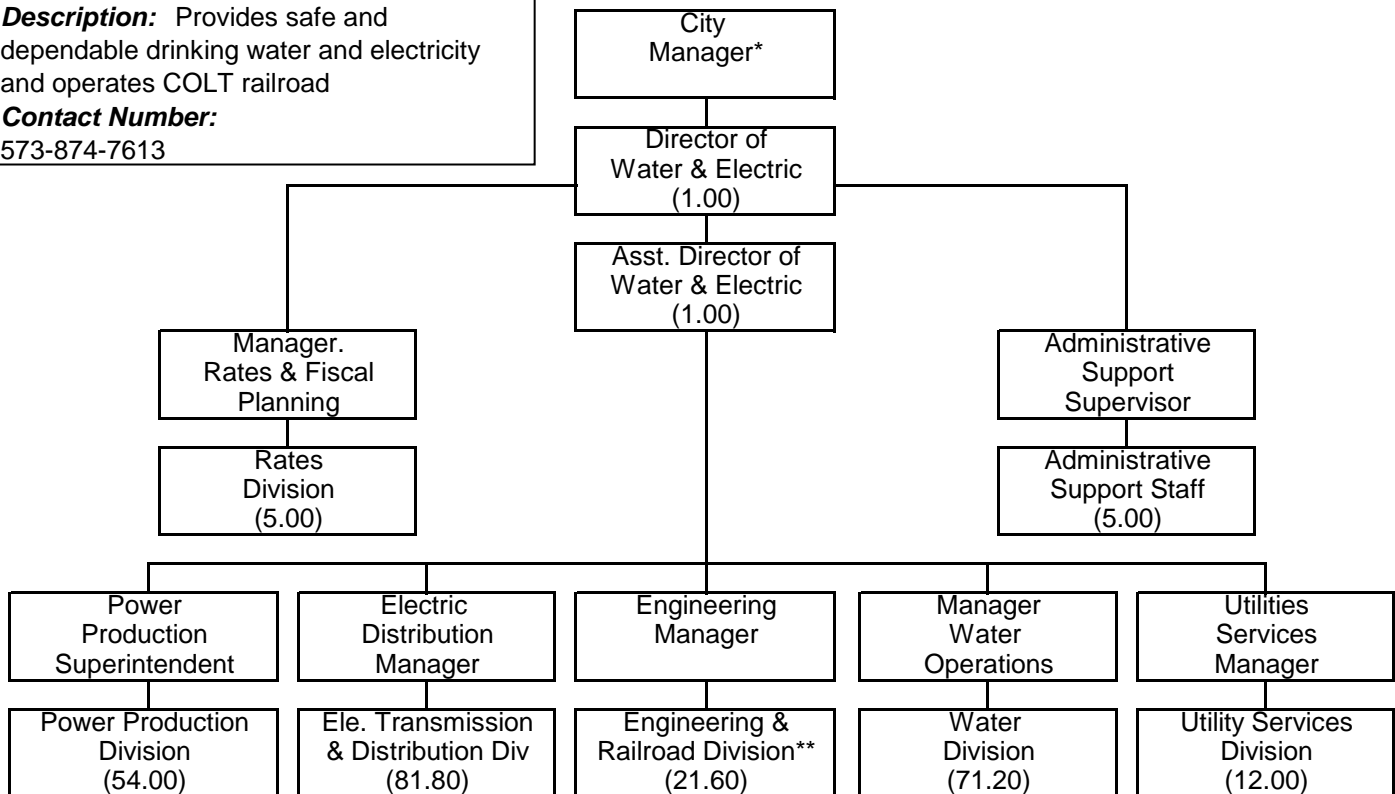 Description: Provides safe and
dependable drinking water and electricity
and operates COLT railroad
Contact Number:
573-874-7613
City
Manager*
Director of
Water & Electric
(1.00)
Asst. Director of
Water & Electric
(1.00)
Manager.
Rates & Fiscal
Planning
Administrative
Support
Supervisor
Rates
Division
(5.00)
Administrative
Support Staff
(5.00)
Power
Production
Superintendent
Electric
Distribution
Manager
Engineering
Manager
Manager
Water
Operations
Utilities
Services
Manager
Power Production
Division
(54.00)
Ele. Transmission
& Distribution Div
(81.80)
Engineering &
Railroad Division**
(21.60)
Water
Division
(71.20)
Utility Services
Division
(12.00)